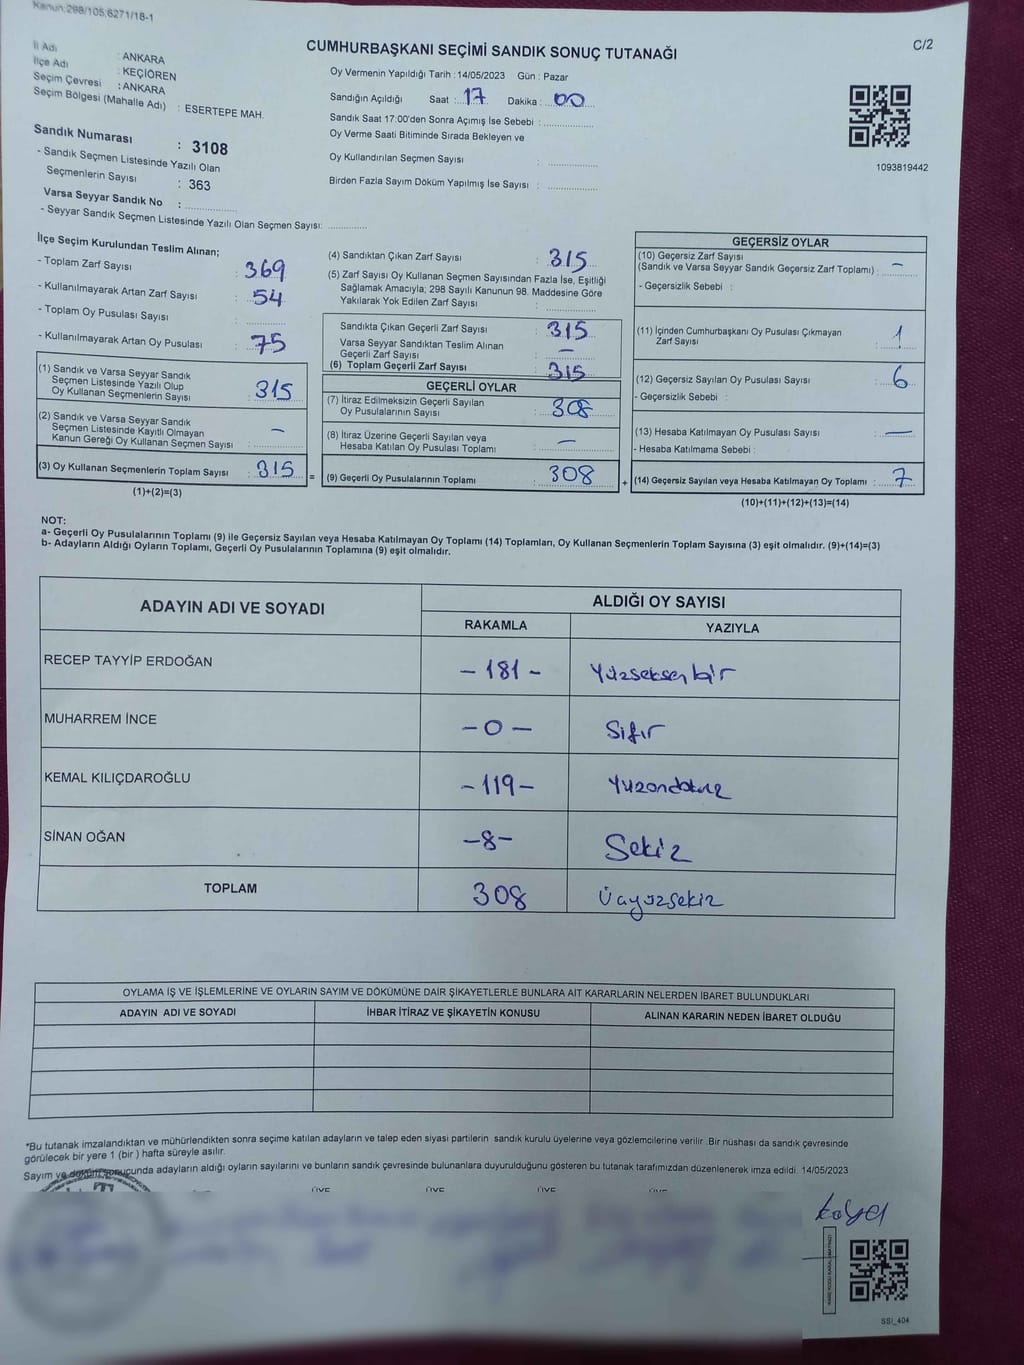 Kanun:298/105,6271/18-1
C/2
CUMHURBAŞKANI SEÇİMİ SANDIK SONUÇ TUTANAĞI
İl Adı : ANKARA
İlçe Adı : KEÇİÖREN
Seçim Çevresi : ANKARA
Seçim Bölgesi (Mahalle Adı) : ESERTEPE MAH.
Oy Vermenin Yapıldığı Tarih : 14/05/2023 Gün : Pazar
Sandığın Açıldığı Saat : 17 Dakika : 00
Sandık Saat 17:00'den Sonra Açımış İse Sebebi :
Oy Verme Saati Bitiminde Sırada Bekleyen ve
Oy Kullandırılan Seçmen Sayısı :
Birden Fazla Sayım Döküm Yapılmış İse Sayısı :
1093819442
Sandık Numarası : 3108
- Sandık Seçmen Listesinde Yazılı Olan
Seçmenlerin Sayısı : 363
Varsa Seyyar Sandık No :
- Seyyar Sandık Seçmen Listesinde Yazılı Olan Seçmen Sayısı:
İlçe Seçim Kurulundan Teslim Alınan;
- Toplam Zarf Sayısı : 369
- Kullanılmayarak Artan Zarf Sayısı : 54
- Toplam Oy Pusulası Sayısı :
- Kullanılmayarak Artan Oy Pusulası : 75
(1) Sandık ve Varsa Seyyar Sandık
Seçmen Listesinde Yazılı Olup
Oy Kullanan Seçmenlerin Sayısı : 315
(2) Sandık ve Varsa Seyyar Sandık
Seçmen Listesinde Kayıtlı Olmayan
Kanun Gereği Oy Kullanan Seçmen Sayısı : -
(3) Oy Kullanan Seçmenlerin Toplam Sayısı : 315 =
(1)+(2)=(3)
(4) Sandıktan Çıkan Zarf Sayısı : 315
(5) Zarf Sayısı Oy Kullanan Seçmen Sayısından Fazla İse, Eşitliği
Sağlamak Amacıyla; 298 Sayılı Kanunun 98. Maddesine Göre
Yakılarak Yok Edilen Zarf Sayısı :
Sandıkta Çıkan Geçerli Zarf Sayısı : 315
Varsa Seyyar Sandıktan Teslim Alınan
Geçerli Zarf Sayısı : -
(6) Toplam Geçerli Zarf Sayısı : 315
GEÇERLİ OYLAR
(7) İtiraz Edilmeksizin Geçerli Sayılan
Oy Pusulalarının Sayısı : 308
(8) İtiraz Üzerine Geçerli Sayılan veya
Hesaba Katılan Oy Pusulası Toplamı : -
(9) Geçerli Oy Pusulalarının Toplamı : 308 +
GEÇERSİZ OYLAR
(10) Geçersiz Zarf Sayısı
(Sandık ve Varsa Seyyar Sandık Geçersiz Zarf Toplamı) : -
- Geçersizlik Sebebi :
(11) İçinden Cumhurbaşkanı Oy Pusulası Çıkmayan
Zarf Sayısı : 1
(12) Geçersiz Sayılan Oy Pusulası Sayısı : 6
- Geçersizlik Sebebi :
(13) Hesaba Katılmayan Oy Pusulası Sayısı : -
- Hesaba Katılmama Sebebi :
(14) Geçersiz Sayılan veya Hesaba Katılmayan Oy Toplamı : 7
(10)+(11)+(12)+(13)=(14)
NOT:
a- Geçerli Oy Pusulalarının Toplamı (9) ile Geçersiz Sayılan veya Hesaba Katılmayan Oy Toplamı (14) Toplamları, Oy Kullanan Seçmenlerin Toplam Sayısına (3) eşit olmalıdır. (9)+(14)=(3)
b- Adayların Aldığı Oyların Toplamı, Geçerli Oy Pusulalarının Toplamına (9) eşit olmalıdır.
ADAYIN ADI VE SOYADI ALDIĞI OY SAYISI
RAKAMLA YAZIYLA
RECEP TAYYİP ERDOĞAN -181- Yüzseksenbir
MUHARREM İNCE -0- Sıfır
KEMAL KILIÇDAROĞLU -119- Yüzondokuz
SİNAN OĞAN -8- Sekiz
TOPLAM 308 Üçyüzsekiz
OYLAMA İŞ VE İŞLEMLERİNE VE OYLARIN SAYIM VE DÖKÜMÜNE DAİR ŞİKAYETLERLE BUNLARA AİT KARARLARIN NELERDEN İBARET BULUNDUKLARI
ADAYIN ADI VE SOYADI İHBAR İTİRAZ VE ŞİKAYETİN KONUSU ALINAN KARARIN NEDEN İBARET OLDUĞU
*Bu tutanak imzalandıktan ve mühürlendikten sonra seçime katılan adayların ve talep eden siyasi partilerin sandık kurulu üyelerine veya gözlemcilerine verilir .Bir nüshası da sandık çevresinde
görülecek bir yere 1 (bir ) hafta süreyle asılır.
Sayım ve sonucunda adayların aldığı oyların sayılarını ve bunların sandık çevresinde bulunanlara duyurulduğunu gösteren bu tutanak tarafımızdan düzenlenerek imza edildi. 14/05/2023
ÜYE ÜYE ÜYE ÜYE
SSI_404